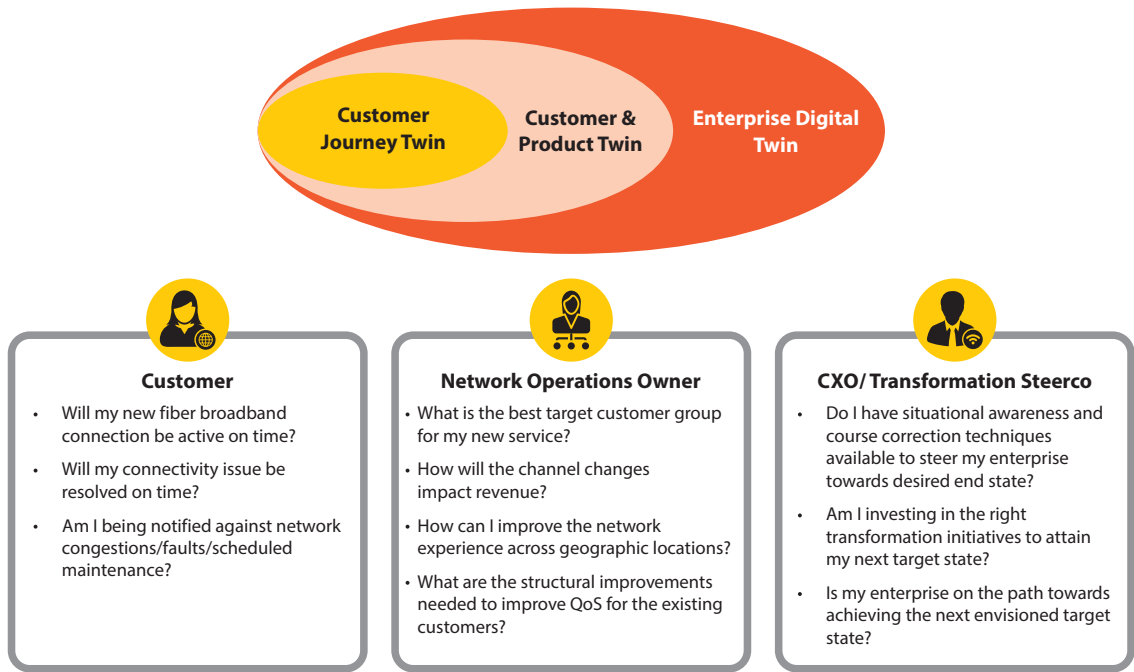 Customer
Journey Twin
Customer &
Product Twin
Enterprise Digital
Twin
Customer
• Will my new fiber broadband
connection be active on time?
• Will my connectivity issue be
resolved on time?
• Am I being notified against network
congestions/faults/scheduled
maintenance?
Network Operations Owner
• What is the best target customer group
for my new service?
• How will the channel changes
impact revenue?
• How can I improve the network
experience across geographic locations?
• What are the structural improvements
needed to improve QoS for the existing
customers?
CXO/ Transformation Steerco
• Do I have situational awareness and
course correction techniques
available to steer my enterprise
towards desired end state?
• Am I investing in the right
transformation initiatives to attain
my next target state?
• Is my enterprise on the path towards
achieving the next envisioned target
state?